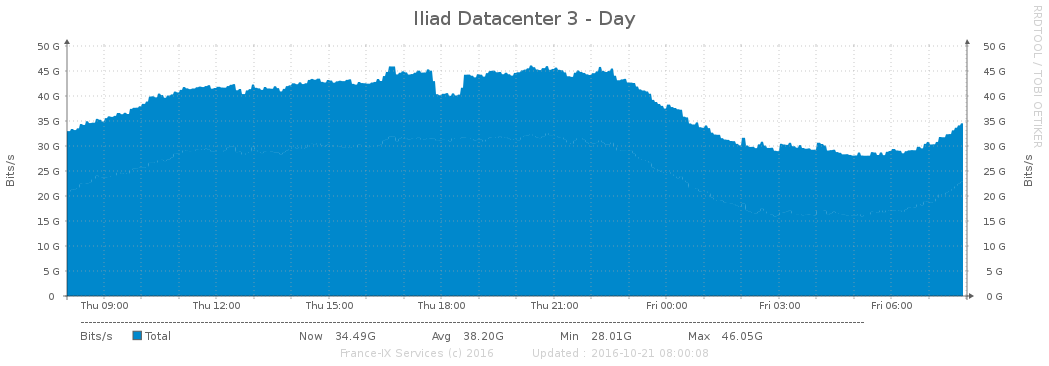 Iliad Datacenter 3 - Day
RRDTOOL / TOBI OETIKER
Bits/s
50 G
45 G
40 G
35 G
30 G
25 G
20 G
15 G
10 G
5 G
0
50 G
45 G
40 G
35 G
30 G
25 G
20 G
15 G
10 G
5 G
0 G
Bits/s
Thu 09:00 Thu 12:00 Thu 15:00 Thu 18:00 Thu 21:00 Fri 00:00 Fri 03:00 Fri 06:00
Bits/s Total Now 34.49G Avg 38.20G Min 28.01G Max 46.05G
France-IX Services (c) 2016 Updated : 2016-10-21 08:00:08